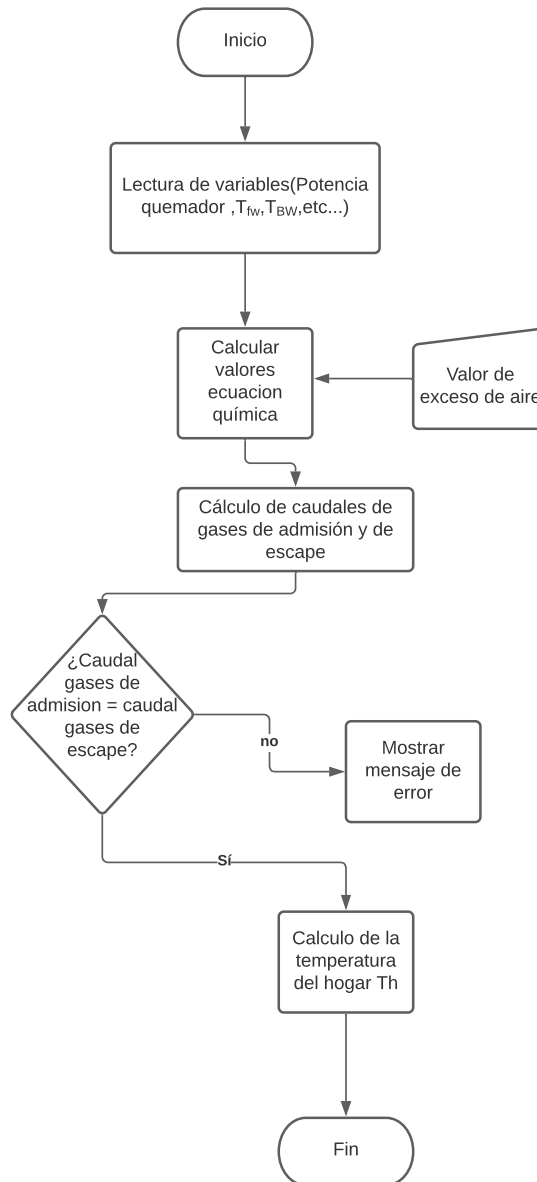 Inicio
Lectura de variables(Potencia
quemador ,Tfw,TBW,etc...)
Calcular
valores
ecuacion
química
Valor de
exceso de aire
Cálculo de caudales de
gases de admisión y de
escape
¿Caudal
gases de
admision = caudal
gases de
escape?
no
Mostrar
mensaje de
error
Sí
Calculo de la
temperatura
del hogar Th
Fin